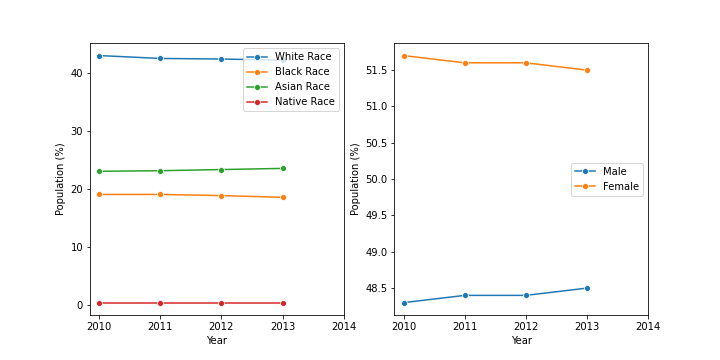 White Race
Black Race
Asian Race
Native Race
40
30
20
10
0
Population (%)
2010 2011 2012 2013 2014
Year
51.5
51.0
50.5
50.0
49.5
49.0
48.5
Population (%)
Male
Female
2010 2011 2012 2013 2014
Year